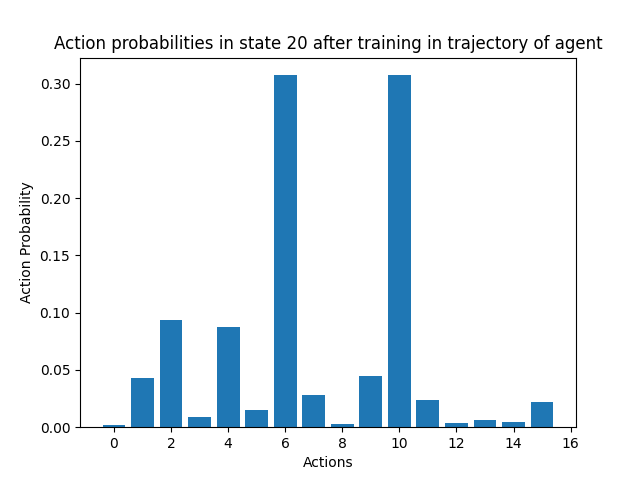 Action probabilities in state 20 after training in trajectory of agent
0.30
0.25
0.20
0.15
0.10
0.05
0.00
Action Probability
0 2 4 6 8 10 12 14 16
Actions